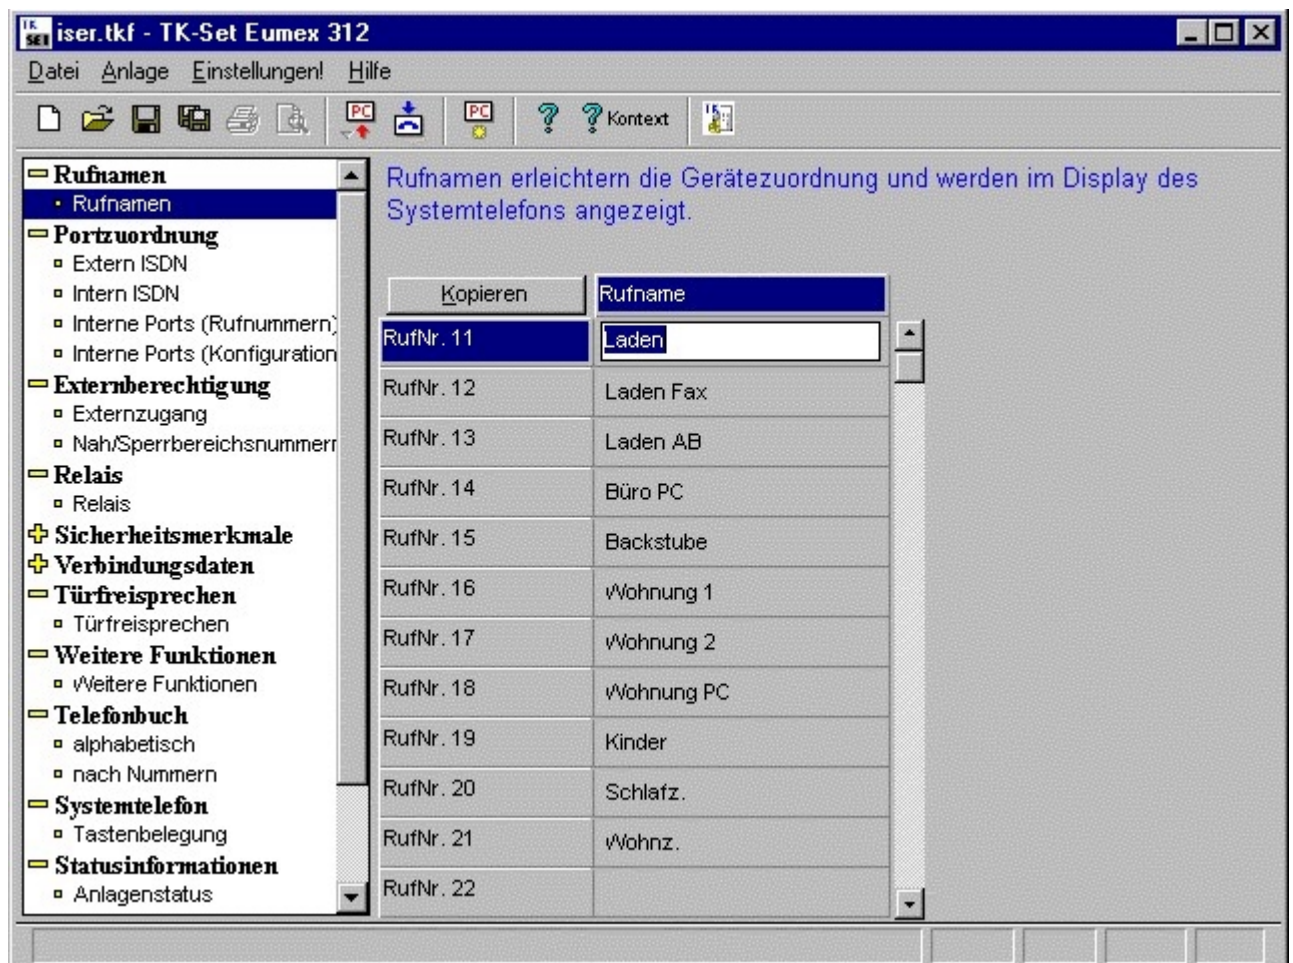 TK
SET
iser.tkf - TK-Set Eumex 312
Datei Anlage Einstellungen! Hilfe
PC PC ? ? Kontext
Rufnamen
Rufnamen
Portzuordnung
Extern ISDN
Intern ISDN
Interne Ports (Rufnummern)
Interne Ports (Konfiguration
Externberechtigung
Externzugang
Nah/Sperrbereichsnummern
Relais
Relais
Sicherheitsmerkmale
Verbindungsdaten
Türfreisprechen
Türfreisprechen
Weitere Funktionen
Weitere Funktionen
Telefonbuch
alphabetisch
nach Nummern
Systemtelefon
Tastenbelegung
Statusinformationen
Anlagenstatus
Rufnamen erleichtern die Gerätezuordnung und werden im Display des
Systemtelefons angezeigt.
Kopieren Rufname
RufNr. 11 Laden
RufNr. 12 Laden Fax
RufNr. 13 Laden AB
RufNr. 14 Büro PC
RufNr. 15 Backstube
RufNr. 16 Wohnung 1
RufNr. 17 Wohnung 2
RufNr. 18 Wohnung PC
RufNr. 19 Kinder
RufNr. 20 Schlafz.
RufNr. 21 Wohnz.
RufNr. 22